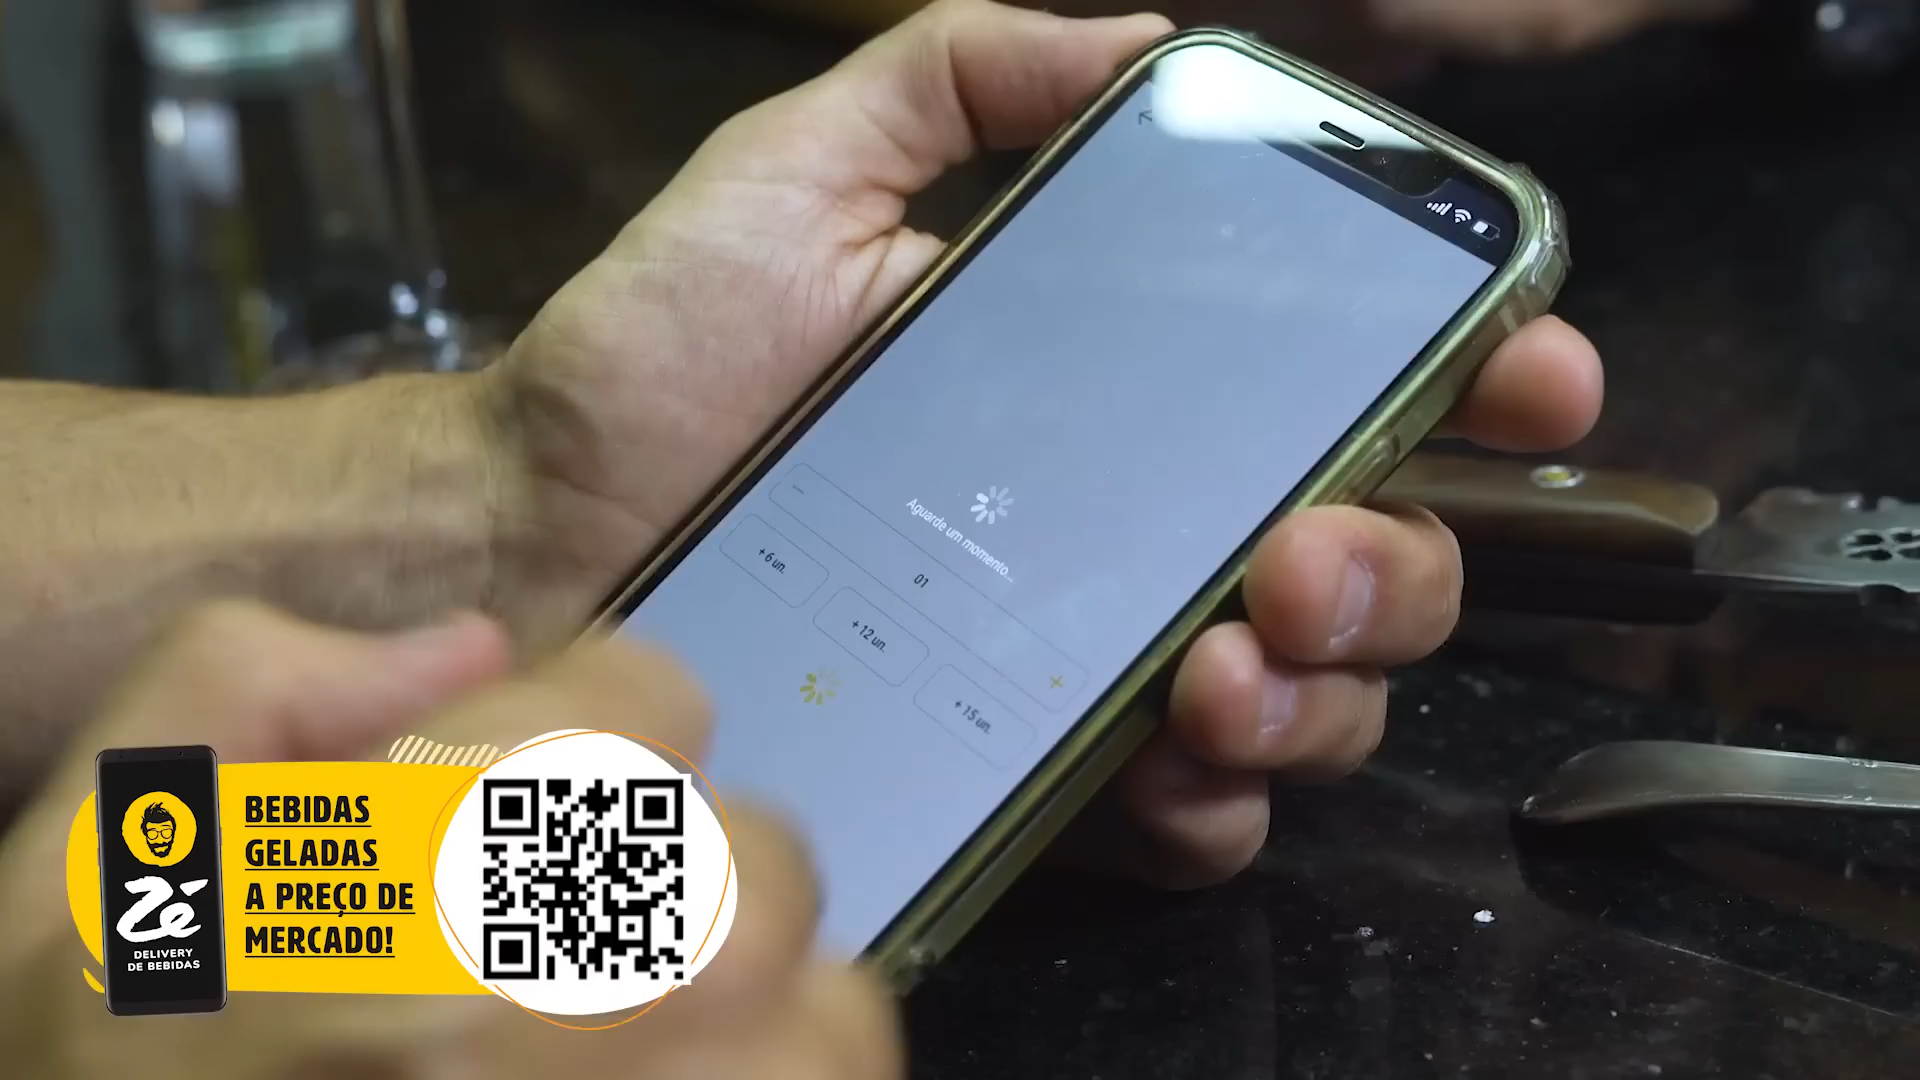 Aguarde um momento...
01
+6 un.
+12 un.
+15 un.
BEBIDAS
GELADAS
A PREÇO DE
MERCADO!
Zé
DELIVERY
DE BEBIDAS